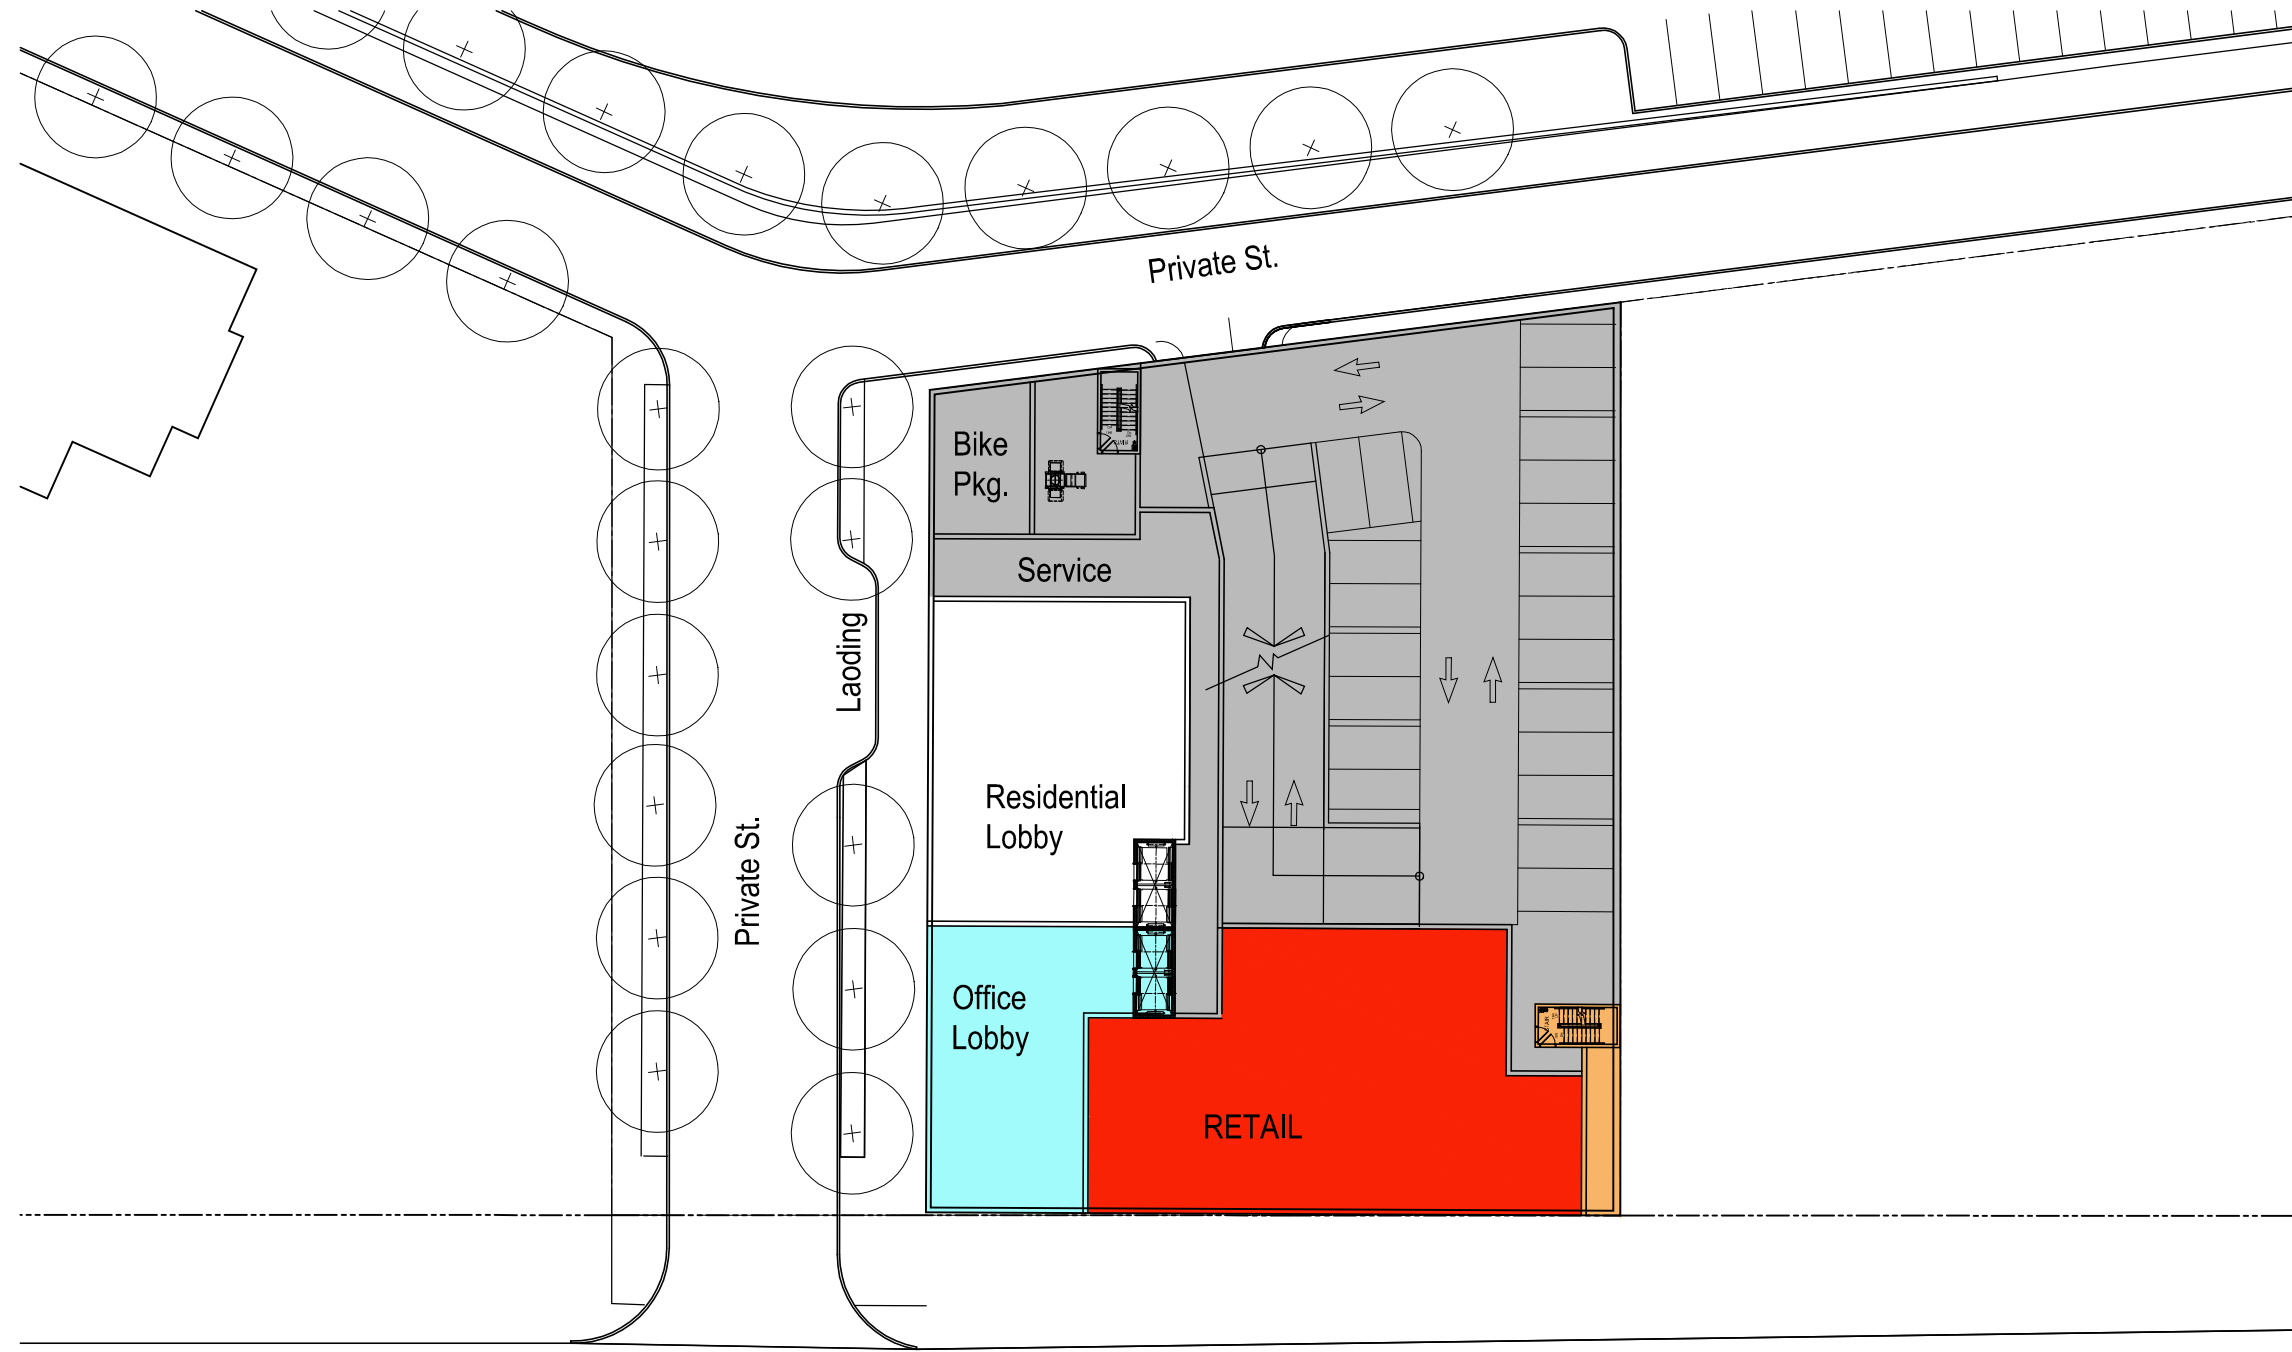 Private St.
Bike
Pkg.
Service
Laoding
Residential
Lobby
Private St.
Office
Lobby
RETAIL